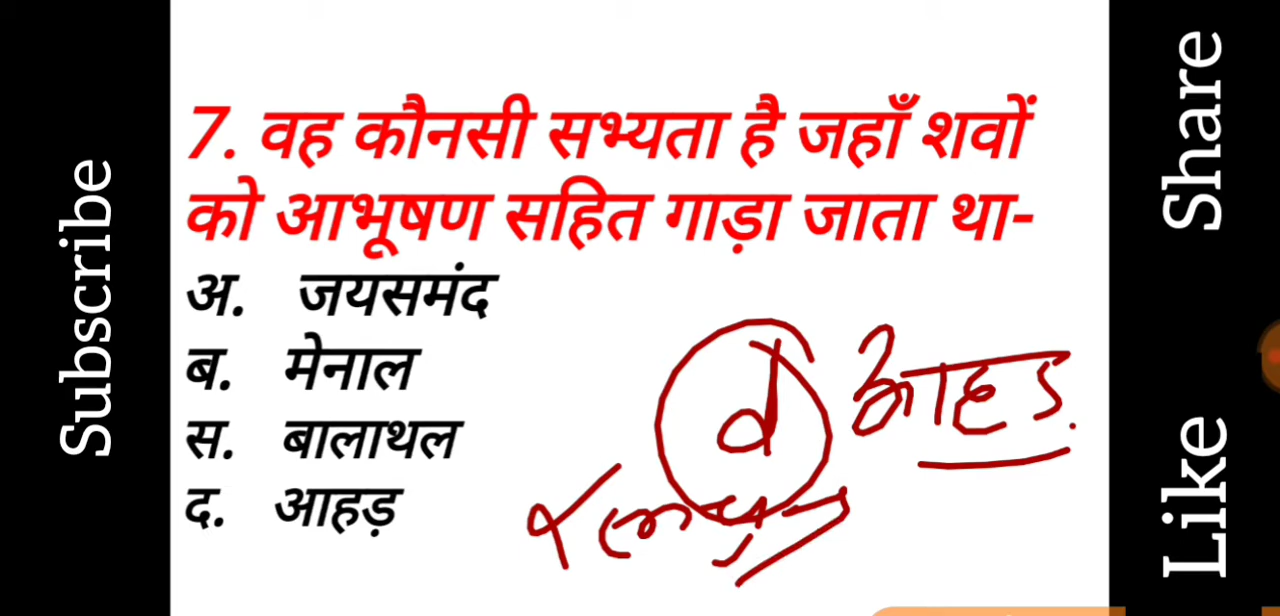 Subscribe
7. वह कौनसी सभ्यता है जहाँ शवों
को आभूषण सहित गाड़ा जाता था-
अ. जयसमंद
ब. मेनाल
स. बालाथल
द. आहड़
d
आहड
Share
Like